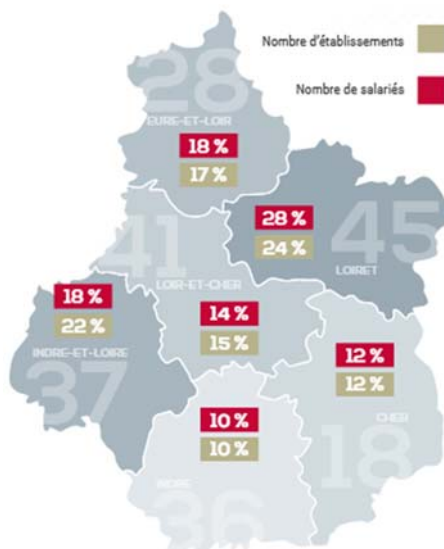 Nombre d'établissements
Nombre de salariés
28
EURE-ET-LOIR
18 %
17 %
28 %
24 %
45
LOIRET
41
LOIR-ET-CHER
14 %
15 %
18 %
22 %
INDRE-ET-LOIRE
37
12 %
12 %
CHER
18
10 %
10 %
INDRE
36